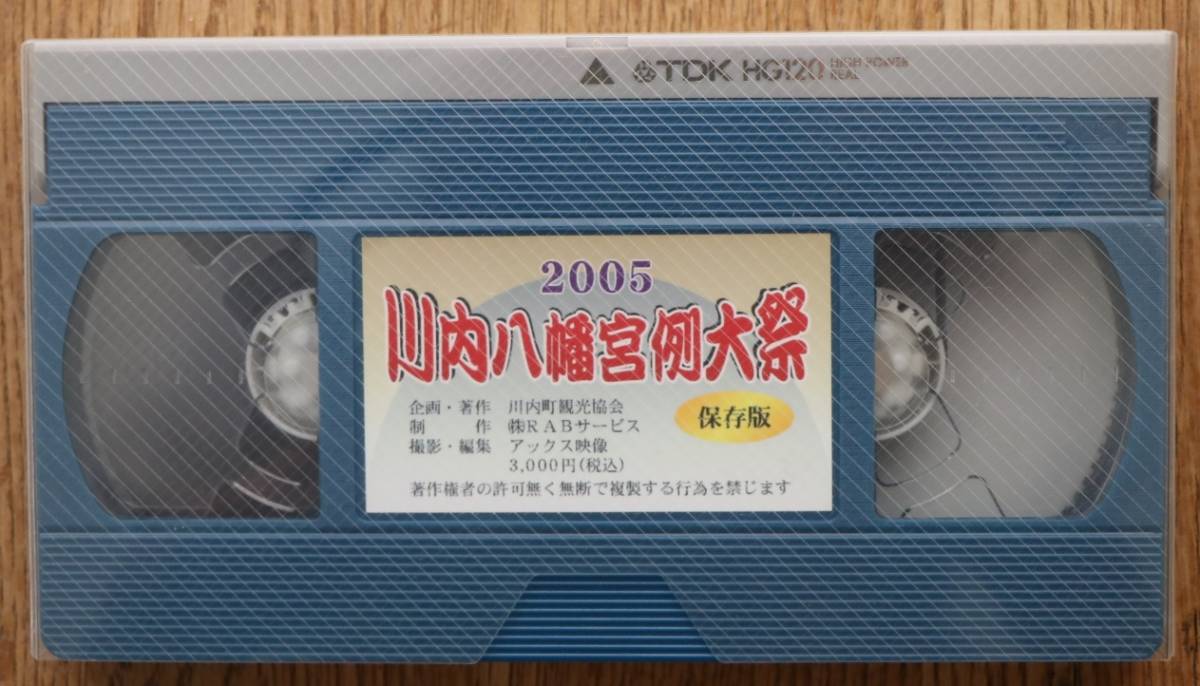 TDK HG120 HIGH POWER
REAL
2005
川内八幡宮例大祭
企画・著作 川内町観光協会
制 作 ㈱RABサービス
撮影・編集 アックス映像
3,000円(税込)
保存版
著作権者の許可無く無断で複製する行為を禁じます